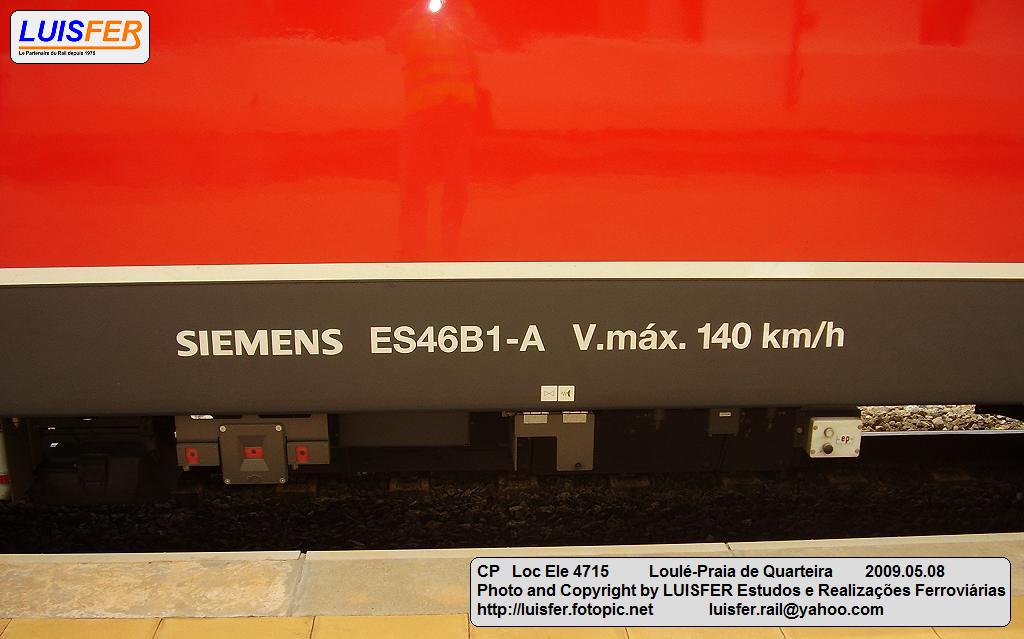 LUISFER
Le Partenaire du Rail depuis 1975
SIEMENS ES46B1-A V.máx. 140 km/h
ep
CP Loc Ele 4715 Loulé-Praia de Quarteira 2009.05.08
Photo and Copyright by LUISFER Estudos e Realizações Ferroviárias
http://luisfer.fotopic.net luisfer.rail@yahoo.com